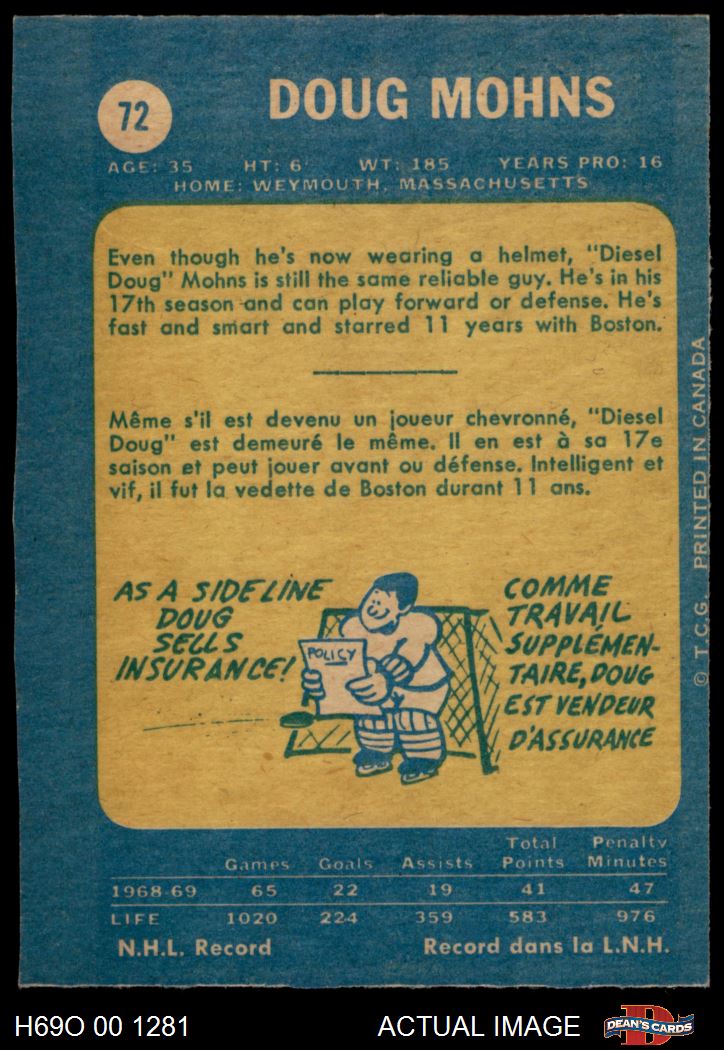 72
DOUG MOHNS
AGE: 35 HT: 6' WT: 185 YEARS PRO: 16
HOME: WEYMOUTH, MASSACHUSETTS
Even though he's now wearing a helmet, "Diesel
Doug" Mohns is still the same reliable guy. He's in his
17th season and can play forward or defense. He's
fast and smart and starred 11 years with Boston.
Même s'il est devenu un joueur chevronné, "Diesel
Doug" est demeuré le même. Il en est à sa 17e
saison et peut jouer avant ou défense. Intelligent et
vif, il fut la vedette de Boston durant 11 ans.
AS A SIDELINE
DOUG
SELLS
INSURANCE!
POLICY
COMME
TRAVAIL
SUPPLÉMEN-
TAIRE, DOUG
EST VENDEUR
D'ASSURANCE
© T.C.G. PRINTED IN CANADA
Games Goals Assists Total Points Penalty Minutes
1968-69 65 22 19 41 47
LIFE 1020 224 359 583 976
N.H.L. Record Record dans la L.N.H.
H69O 00 1281 ACTUAL IMAGE DEAN'S CARDS